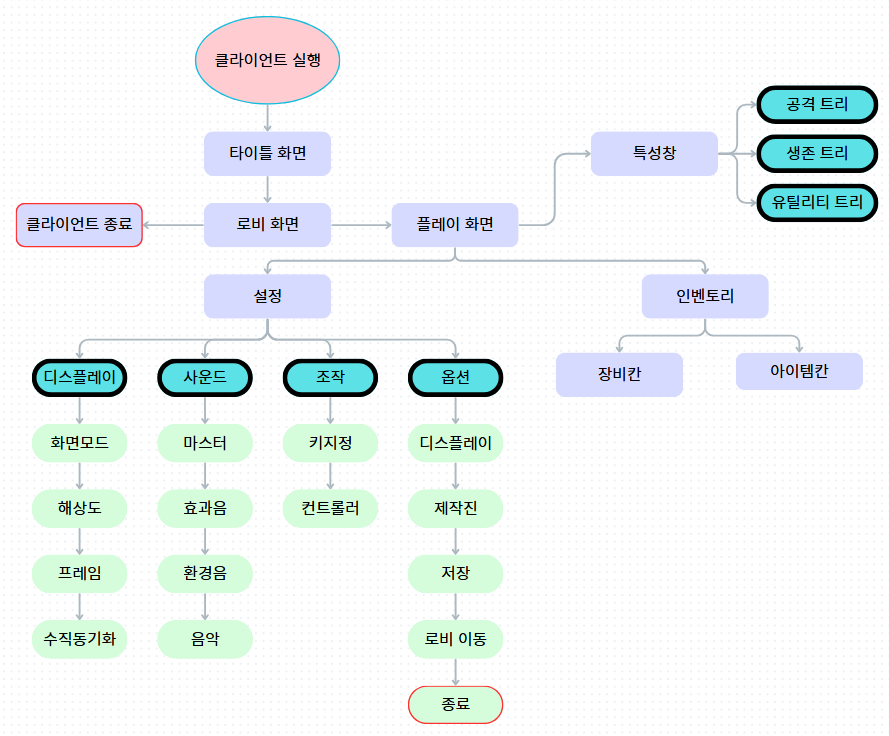 클라이언트 실행
타이틀 화면
특성창
공격 트리
생존 트리
유틸리티 트리
클라이언트 종료
로비 화면
플레이 화면
설정
인벤토리
장비칸
아이템칸
디스플레이
사운드
조작
옵션
화면모드
마스터
키지정
디스플레이
해상도
효과음
컨트롤러
제작진
프레임
환경음
저장
수직동기화
음악
로비 이동
종료